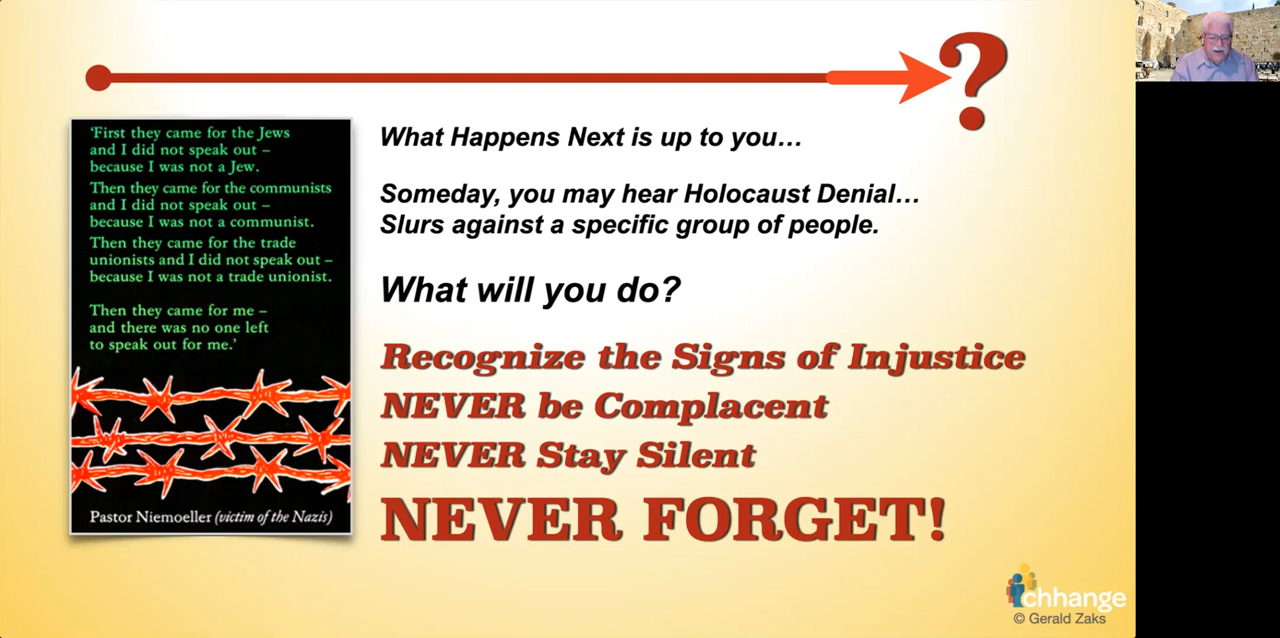 ?
'First they came for the Jews
and I did not speak out –
because I was not a Jew.
Then they came for the communists
and I did not speak out –
because I was not a communist.
Then they came for the trade
unionists and I did not speak out –
because I was not a trade unionist.
Then they came for me –
and there was no one left
to speak out for me.'
Pastor Niemoeller (victim of the Nazis)
What Happens Next is up to you...
Someday, you may hear Holocaust Denial...
Slurs against a specific group of people.
What will you do?
Recognize the Signs of Injustice
NEVER be Complacent
NEVER Stay Silent
NEVER FORGET!
chhange
© Gerald Zaks